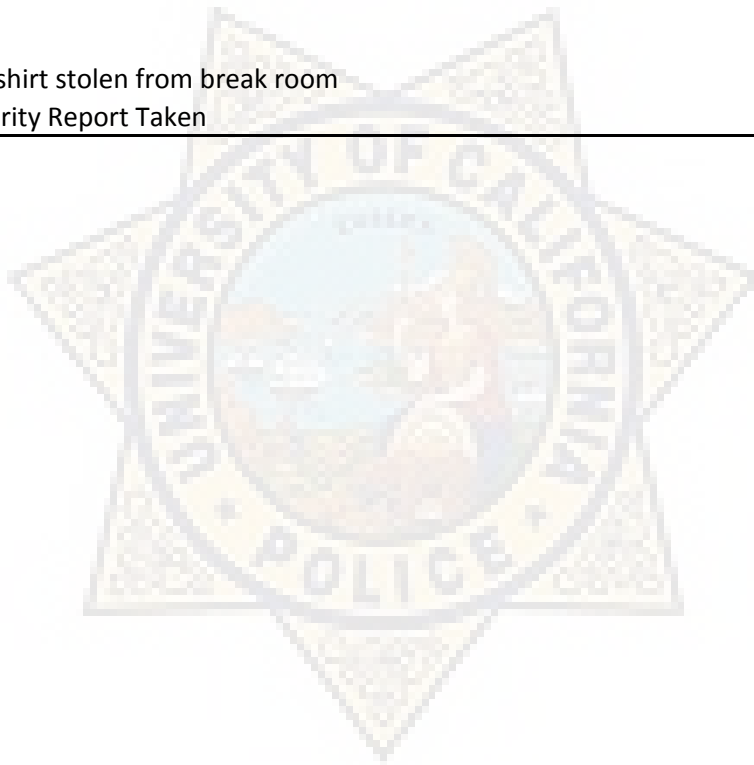 shirt stolen from break room
rity Report Taken
UNIVERSITY OF CALIFORNIA
POLICE